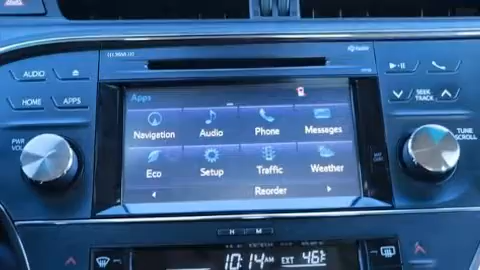 AUDIO
HOME APPS
PWR
VOL
Apps
Navigation Audio Phone Messages
Eco Setup Traffic Weather
Reorder
SEEK
TRACK
TUNE
SCROLL
H M
10:14AM EXT 46°F